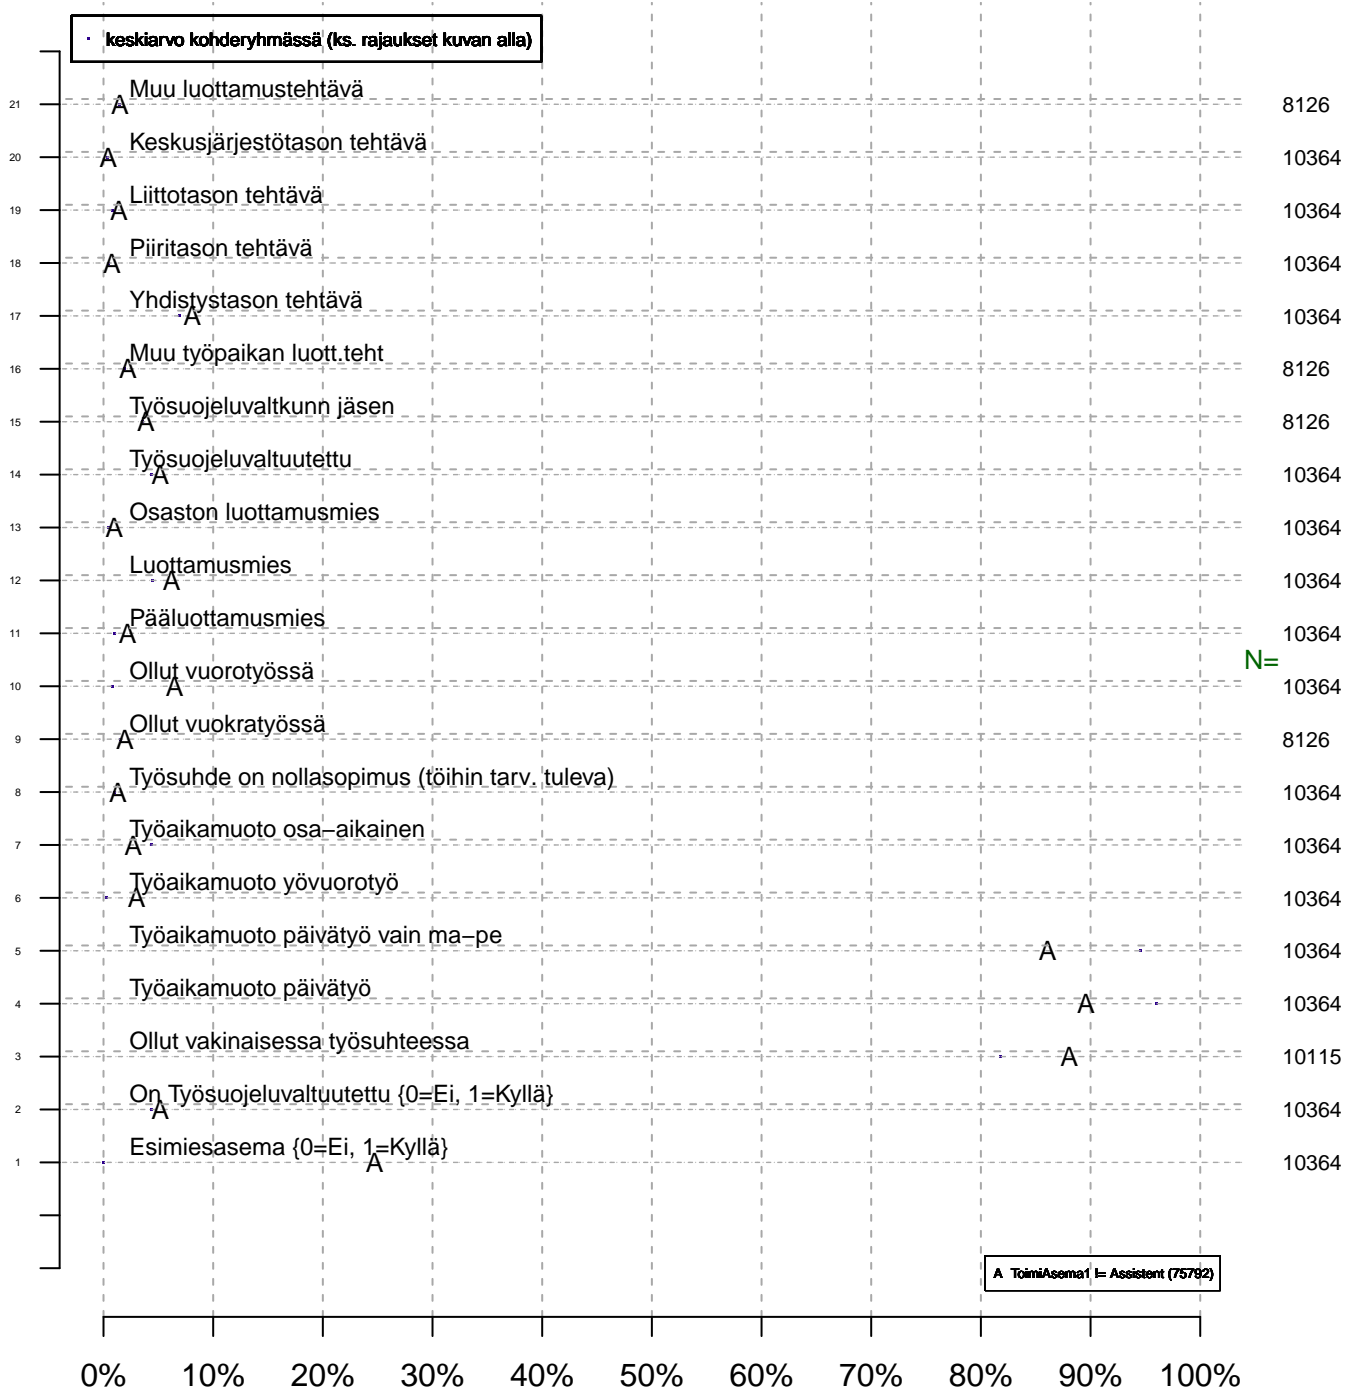 keskiarvo kohderyhmässä (ks. rajaukset kuvan alla)
Muu luottamustehtävä
21 A 8126
Keskusjärjestötason tehtävä
20 A 10364
Liittotason tehtävä
19 A 10364
Piiritason tehtävä
18 A 10364
Yhdistystason tehtävä
17 A 10364
Muu työpaikan luott.teht
16 A 8126
Työsuojeluvaltkunn jäsen
15 A 8126
Työsuojeluvaltuutettu
14 A 10364
Osaston luottamusmies
13 A 10364
Luottamusmies
12 A 10364
Pääluottamusmies
11 A 10364
N=
Ollut vuorotyössä
10 A 10364
Ollut vuokratyössä
9 A 8126
Työsuhde on nollasopimus (töihin tarv. tuleva)
8 A 10364
Työaikamuoto osa−aikainen
7 A 10364
Työaikamuoto yövuorotyö
6 A 10364
Työaikamuoto päivätyö vain ma−pe
5 A 10364
Työaikamuoto päivätyö
4 A 10364
Ollut vakinaisessa työsuhteessa
3 A 10115
On Työsuojeluvaltuutettu {0=Ei, 1=Kyllä}
2 A 10364
Esimiesasema {0=Ei, 1=Kyllä}
1 A 10364
A ToimiAsema1 != Assistent (75792)
0% 10% 20% 30% 40% 50% 60% 70% 80% 90% 100%